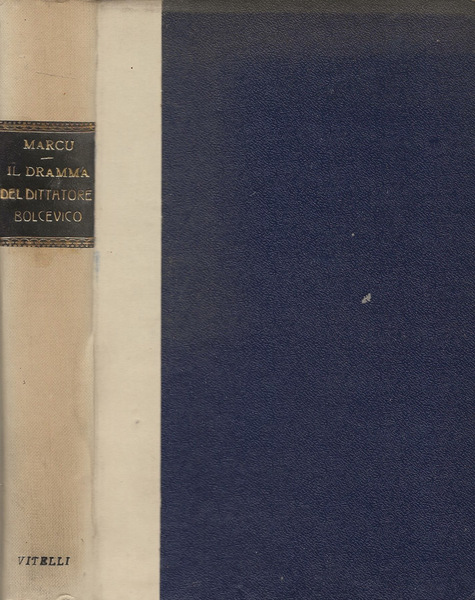 MARCU
IL DRAMMA
DEL DITTATORE
BOLCEVICO
VITELLI